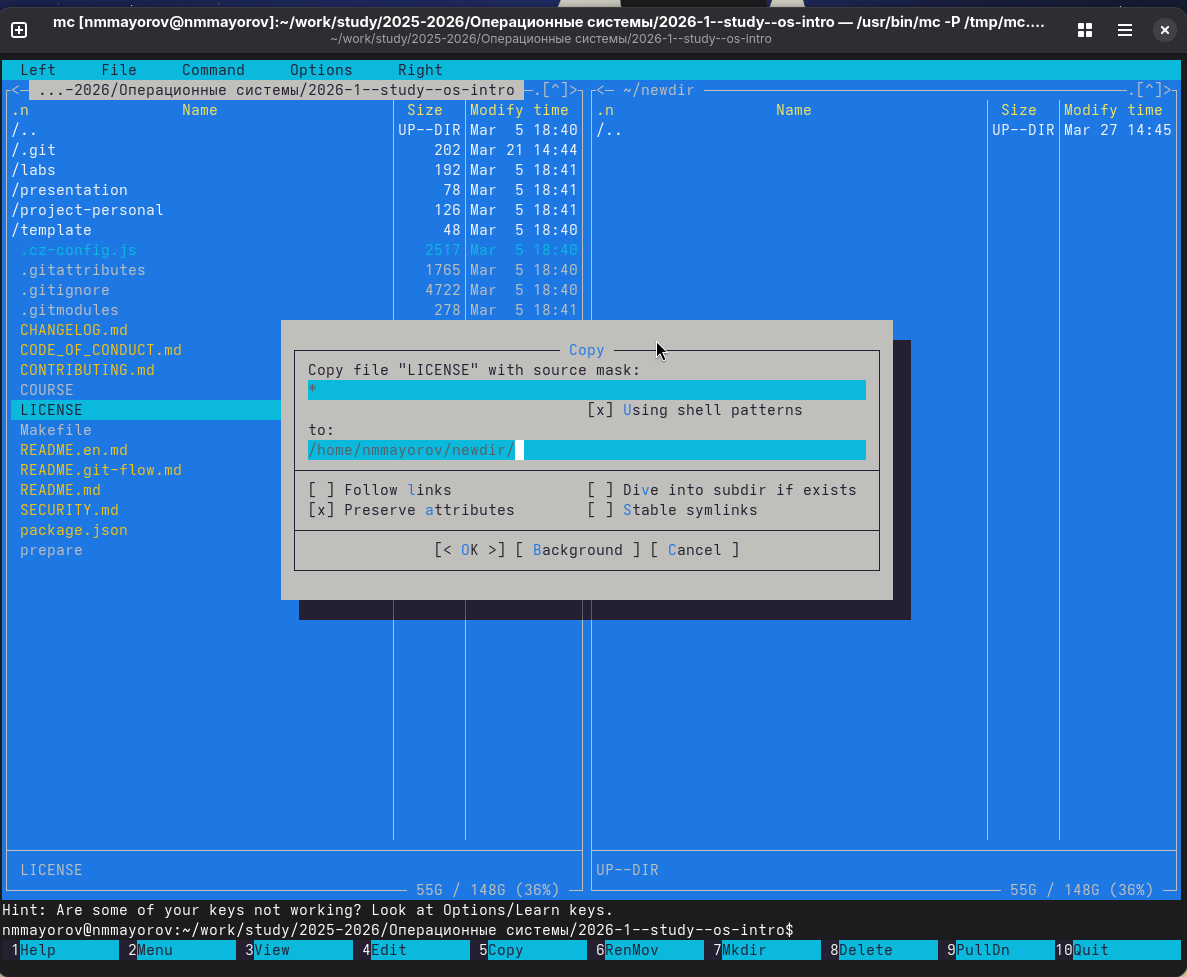 mc [nmmayorov@nmmayorov]:~/work/study/2025-2026/Операционные системы/2026-1--study--os-intro — /usr/bin/mc -P /tmp/mc....
~/work/study/2025-2026/Операционные системы/2026-1--study--os-intro
Left File Command Options Right
<— ...-2026/Операционные системы/2026-1--study--os-intro —.[^]> <— ~/newdir —.[^]>
.n Name Size Modify time .n Name Size Modify time
/.. UP--DIR Mar 5 18:40 /.. UP--DIR Mar 27 14:45
/.git 202 Mar 21 14:44
/labs 192 Mar 5 18:41
/presentation 78 Mar 5 18:41
/project-personal 126 Mar 5 18:41
/template 48 Mar 5 18:40
.cz-config.js 2517 Mar 5 18:40
.gitattributes 1765 Mar 5 18:40
.gitignore 4722 Mar 5 18:40
.gitmodules 278 Mar 5 18:41
CHANGELOG.md
CODE_OF_CONDUCT.md
CONTRIBUTING.md
COURSE
LICENSE
Makefile
README.en.md
README.git-flow.md
README.md
SECURITY.md
package.json
prepare
Copy
Copy file "LICENSE" with source mask:
*
[x] Using shell patterns
to:
/home/nmmayorov/newdir/
[ ] Follow links [ ] Dive into subdir if exists
[x] Preserve attributes [ ] Stable symlinks
[< OK >] [ Background ] [ Cancel ]
LICENSE UP--DIR
55G / 148G (36%) 55G / 148G (36%)
Hint: Are some of your keys not working? Look at Options/Learn keys.
nmmayorov@nmmayorov:~/work/study/2025-2026/Операционные системы/2026-1--study--os-intro$
1Help 2Menu 3View 4Edit 5Copy 6RenMov 7Mkdir 8Delete 9PullDn 10Quit